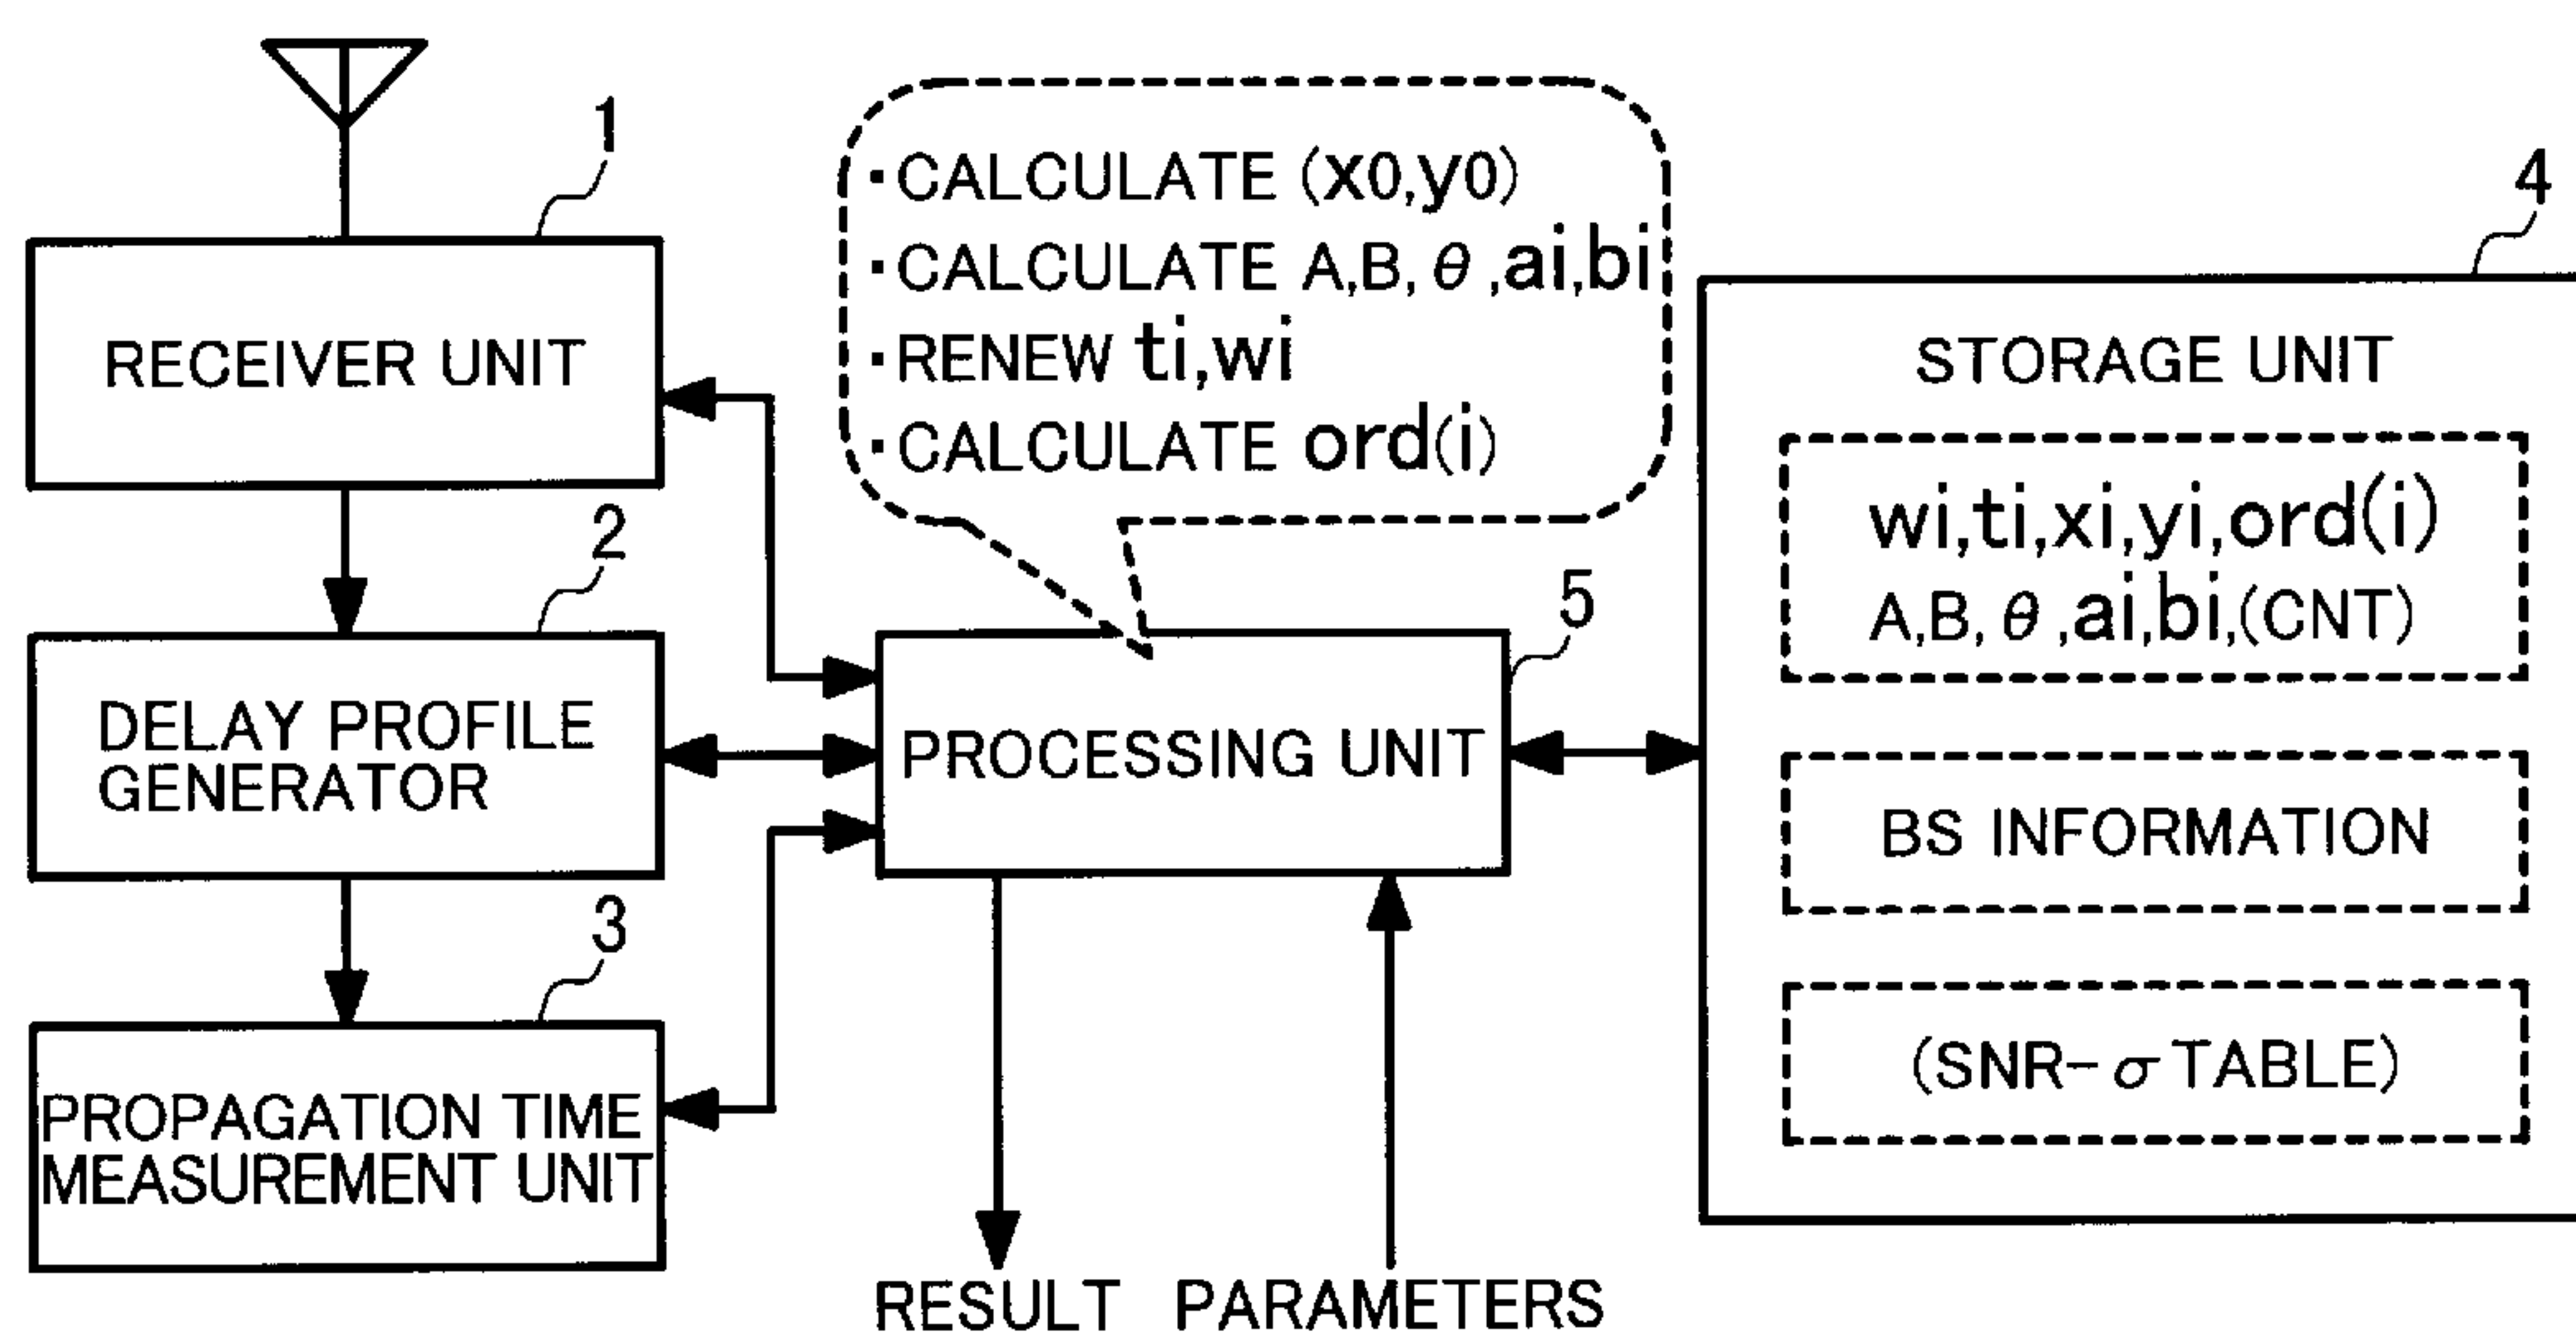 1
RECEIVER UNIT
2
DELAY PROFILE
GENERATOR
3
PROPAGATION TIME
MEASUREMENT UNIT
・CALCULATE (x0,y0)
・CALCULATE A,B,θ,ai,bi
・RENEW ti,wi
・CALCULATE ord(i)
5
PROCESSING UNIT
RESULT PARAMETERS
4
STORAGE UNIT
wi,ti,xi,yi,ord(i)
A,B,θ,ai,bi,(CNT)
BS INFORMATION
(SNR-σ TABLE)